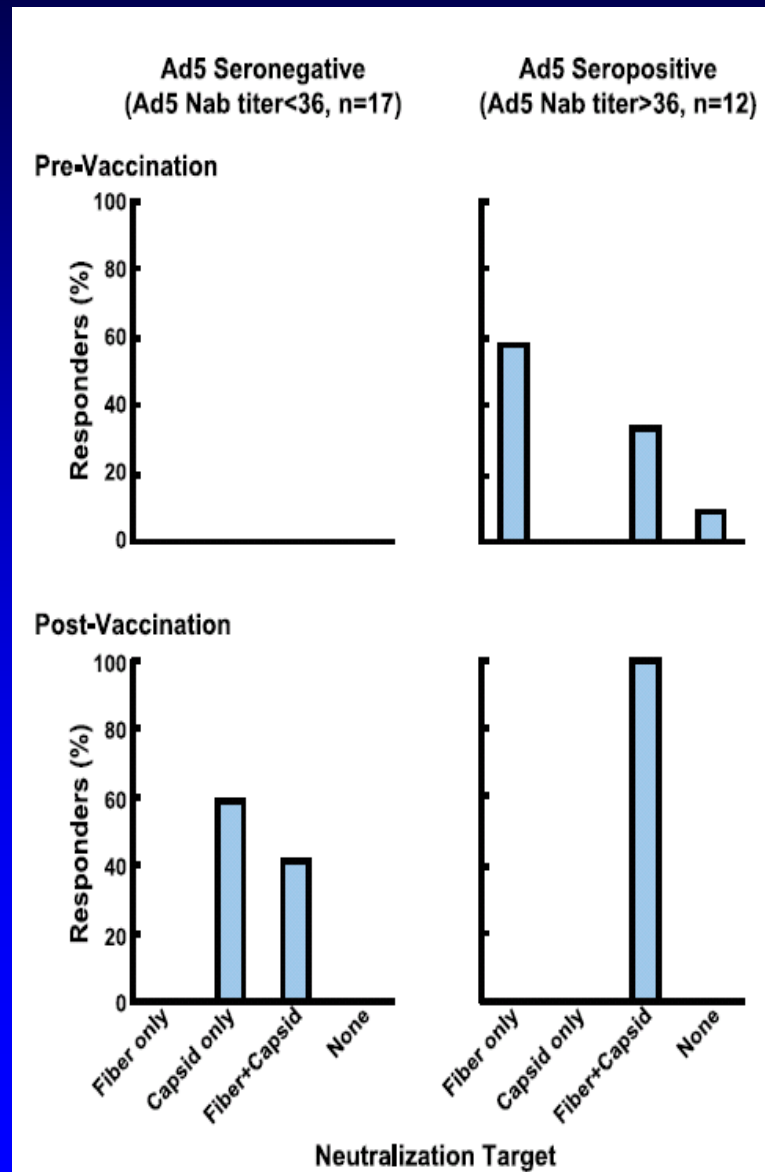 Ad5 Seronegative
(Ad5 Nab titer<36, n=17)
Ad5 Seropositive
(Ad5 Nab titer>36, n=12)
Pre-Vaccination
Responders (%)
100
80
60
40
20
0
Post-Vaccination
Responders (%)
100
80
60
40
20
0
Fiber only
Capsid only
Fiber+Capsid
None
Fiber only
Capsid only
Fiber+Capsid
None
Neutralization Target